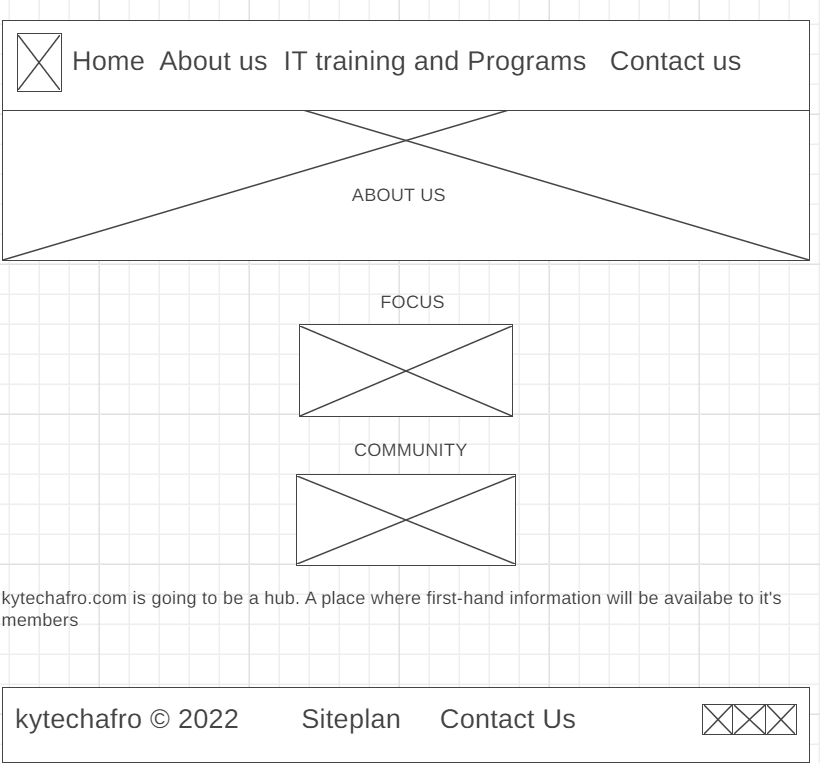 Home About us IT training and Programs Contact us
ABOUT US
FOCUS
COMMUNITY
kytechafro.com is going to be a hub. A place where first-hand information will be availabe to it's
members
kytechafro © 2022 Siteplan Contact Us